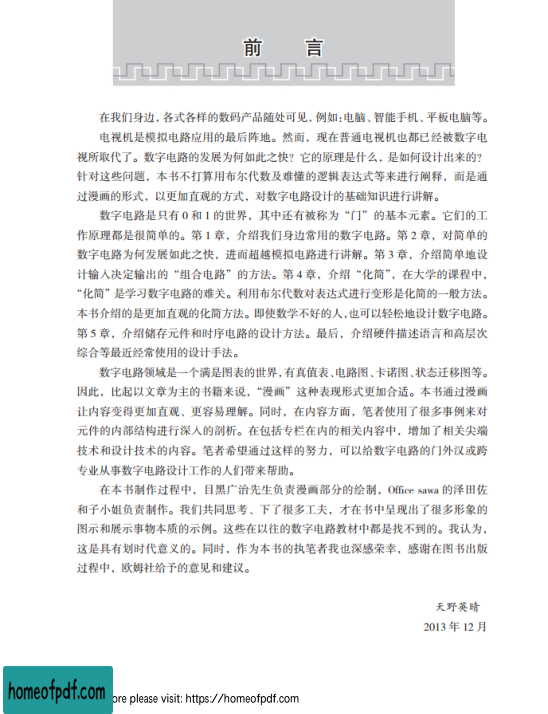 前 言
在我们身边，各式各样的数码产品随处可见，例如：电脑、智能手机、平板电脑等。
电视机是模拟电路应用的最后阵地。然而，现在普通电视机也都已经被数字电
视所取代了。数字电路的发展为何如此之快？它的原理是什么，是如何设计出来的？
针对这些问题，本书不打算用布尔代数及难懂的逻辑表达式等来进行阐释，而是通
过漫画的形式，以更加直观的方式，对数字电路设计的基础知识进行讲解。
数字电路是只有 0 和 1 的世界，其中还有被称为“门”的基本元素。它们的工
作原理都是很简单的。第 1 章，介绍我们身边常用的数字电路。第 2 章，对简单的
数字电路为何发展如此之快，进而超越模拟电路进行讲解。第 3 章，介绍简单地设
计输入决定输出的“组合电路”的方法。第 4 章，介绍“化简”，在大学的课程中，
“化简”是学习数字电路的难关。利用布尔代数对表达式进行变形是化简的一般方法。
本书介绍的是更加直观的化简方法。即使数学不好的人，也可以轻松地设计数字电路。
第 5 章，介绍储存元件和时序电路的设计方法。最后，介绍硬件描述语言和高层次
综合等最近经常使用的设计手法。
数字电路领域是一个满是图表的世界，有真值表、电路图、卡诺图、状态迁移图等。
因此，比起以文章为主的书籍来说，“漫画”这种表现形式更加合适。本书通过漫画
让内容变得更加直观、更容易理解。同时，在内容方面，笔者使用了很多事例来对
元件的内部结构进行深入的剖析。在包括专栏在内的相关内容中，增加了相关尖端
技术和设计技术的内容。笔者希望通过这样的努力，可以给数字电路的门外汉或跨
专业从事数字电路设计工作的人们带来帮助。
在本书制作过程中，目黑广治先生负责漫画部分的绘制，Office sawa 的泽田佐
和子小姐负责制作。我们共同思考、下了很多工夫，才在书中呈现出了很多形象的
图示和展示事物本质的示例。这些在以往的数字电路教材中都是找不到的。我认为，
这是具有划时代意义的。同时，作为本书的执笔者我也深感荣幸，感谢在图书出版
过程中，欧姆社给予的意见和建议。
天野英晴
2013 年 12 月
homeofpdf.com
ore please visit: https://homeofpdf.com